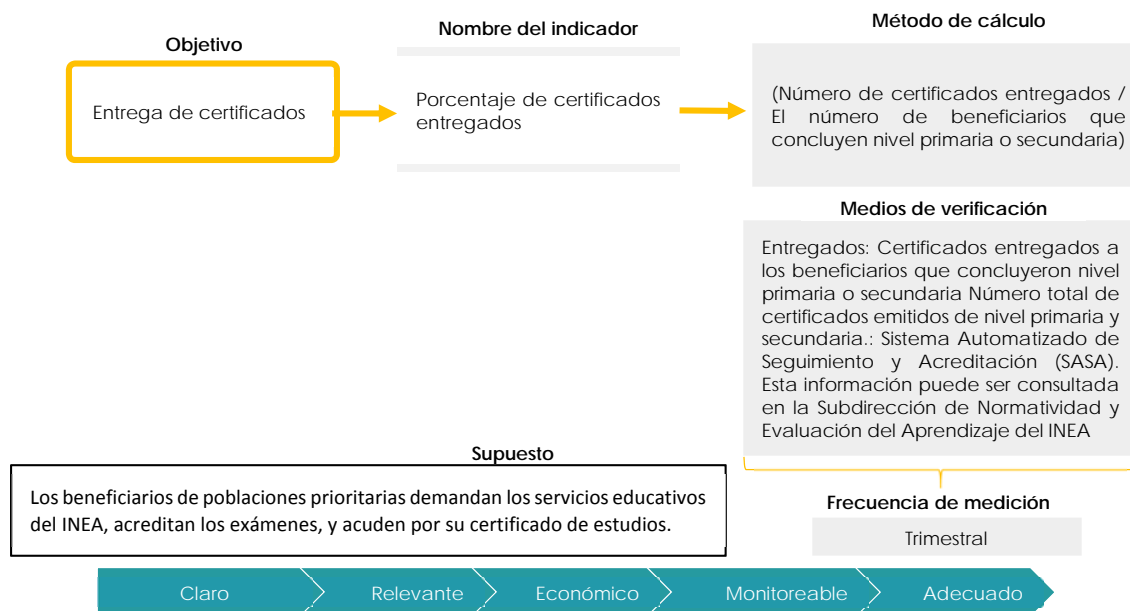 Objetivo
Entrega de certificados
Nombre del indicador
Porcentaje de certificados
entregados
Método de cálculo
(Número de certificados entregados /
El número de beneficiarios que
concluyen nivel primaria o secundaria)
Medios de verificación
Entregados: Certificados entregados a
los beneficiarios que concluyeron nivel
primaria o secundaria Número total de
certificados emitidos de nivel primaria y
secundaria.: Sistema Automatizado de
Seguimiento y Acreditación (SASA).
Esta información puede ser consultada
en la Subdirección de Normatividad y
Evaluación del Aprendizaje del INEA
Supuesto
Los beneficiarios de poblaciones prioritarias demandan los servicios educativos
del INEA, acreditan los exámenes, y acuden por su certificado de estudios.
Frecuencia de medición
Trimestral
Claro
Relevante
Económico
Monitoreable
Adecuado